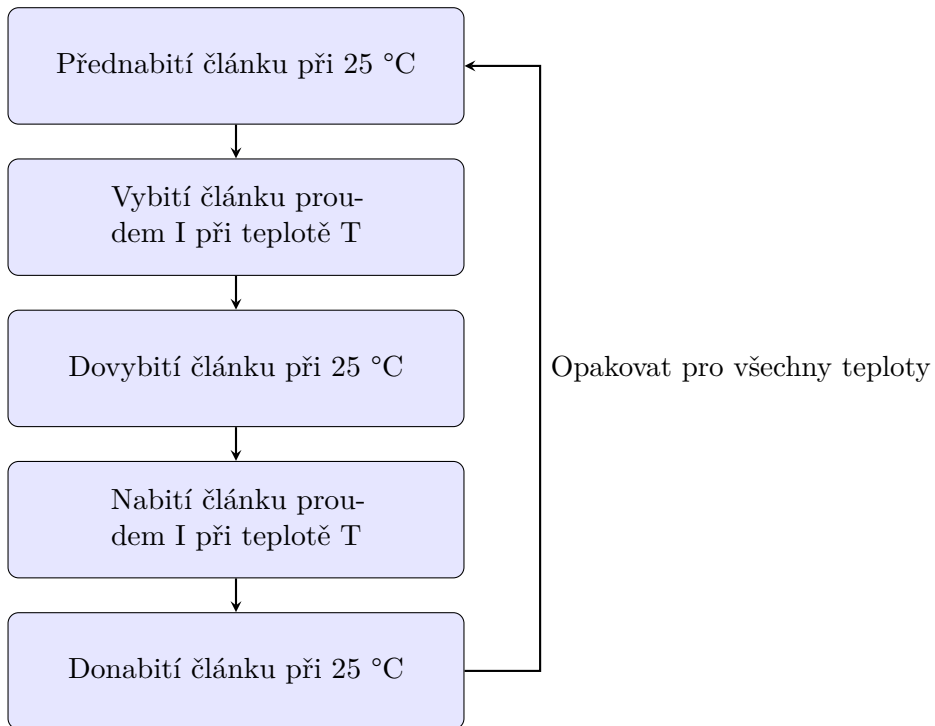 Přednabití článku při 25 °C
Vybití článku prou-
dem I při teplotě T
Dovybití článku při 25 °C
Opakovat pro všechny teploty
Nabití článku prou-
dem I při teplotě T
Donabití článku při 25 °C